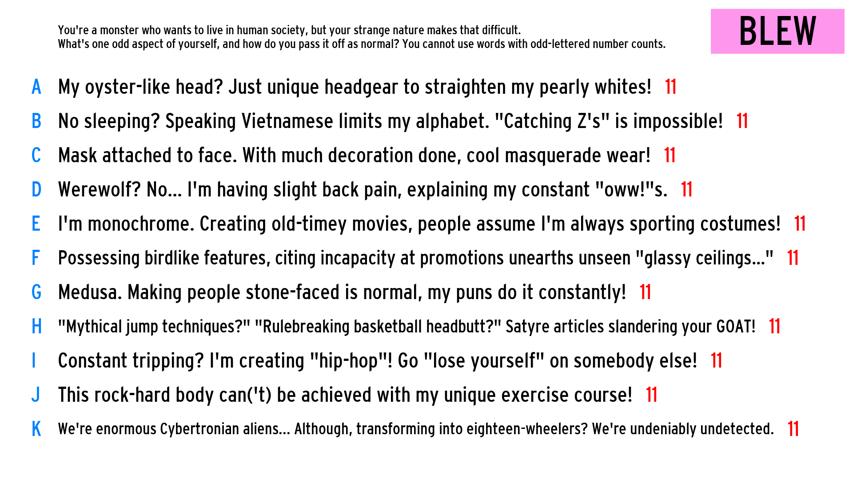 You're a monster who wants to live in human society, but your strange nature makes that difficult.
What's one odd aspect of yourself, and how do you pass it off as normal? You cannot use words with odd-lettered number counts.
BLEW
A My oyster-like head? Just unique headgear to straighten my pearly whites! 11
B No sleeping? Speaking Vietnamese limits my alphabet. "Catching Z's" is impossible! 11
C Mask attached to face. With much decoration done, cool masquerade wear! 11
D Werewolf? No... I'm having slight back pain, explaining my constant "oww!"s. 11
E I'm monochrome. Creating old-timey movies, people assume I'm always sporting costumes! 11
F Possessing birdlike features, citing incapacity at promotions unearths unseen "glassy ceilings..." 11
G Medusa. Making people stone-faced is normal, my puns do it constantly! 11
H "Mythical jump techniques?" "Rulebreaking basketball headbutt?" Satyre articles slandering your GOAT! 11
I Constant tripping? I'm creating "hip-hop"! Go "lose yourself" on somebody else! 11
J This rock-hard body can('t) be achieved with my unique exercise course! 11
K We're enormous Cybertronian aliens... Although, transforming into eighteen-wheelers? We're undeniably undetected. 11